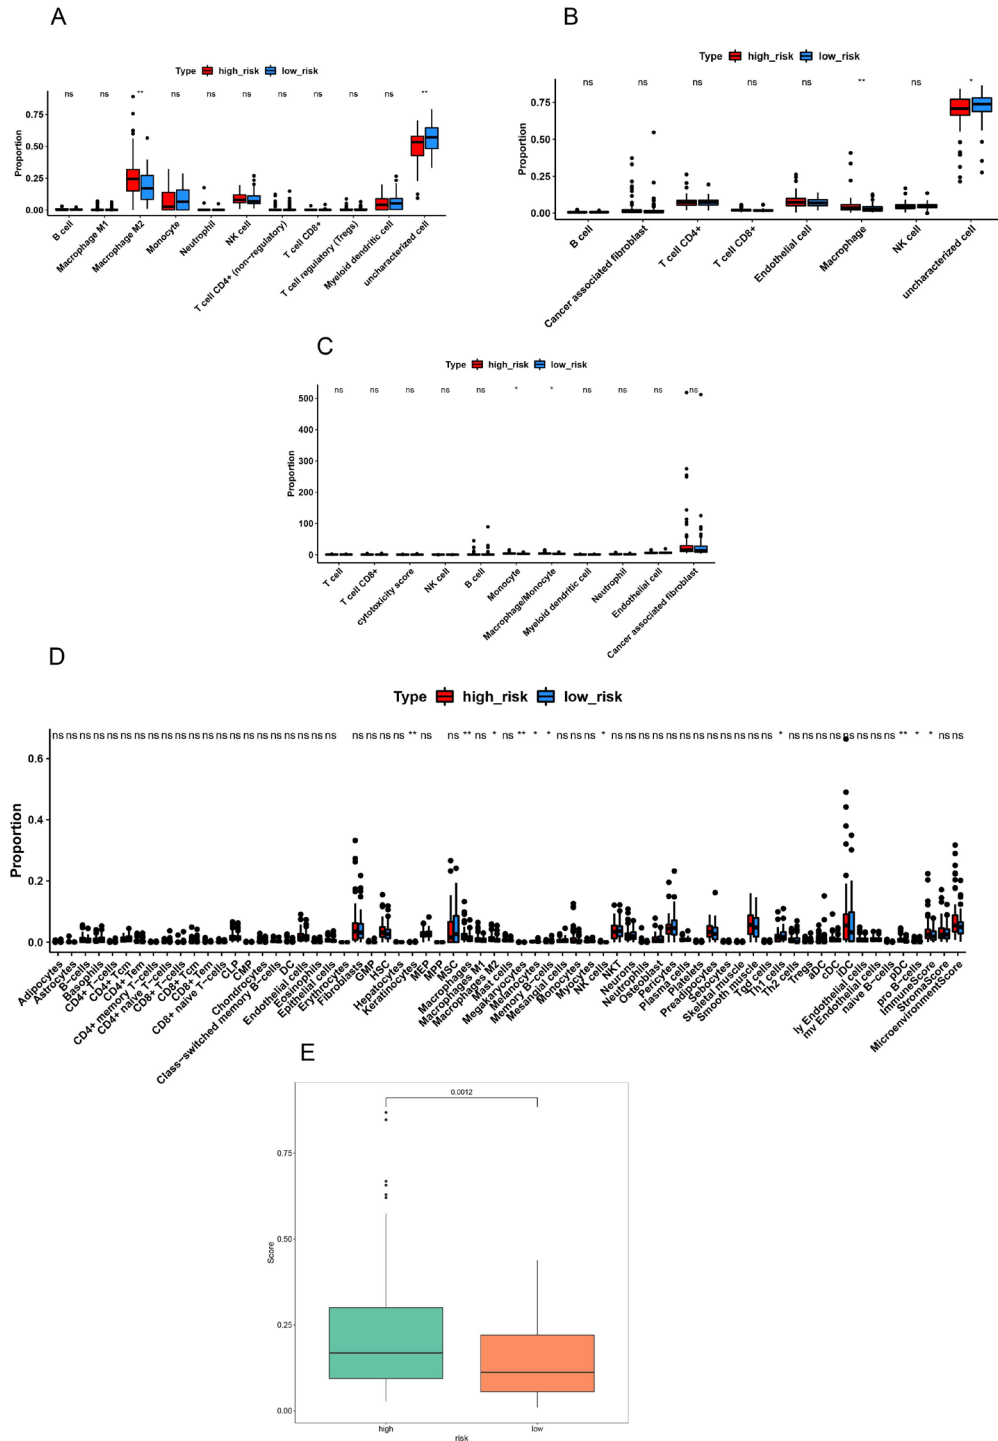 A
Type high_risk low_risk
ns ns ** ns ns ns ns ns ns ns **
Proportion
0.75
0.50
0.25
0.00
B cell
Macrophage M1
Macrophage M2
Monocyte
Neutrophil
NK cell
T cell CD4+ (non−regulatory)
T cell CD8+
T cell regulatory (Tregs)
Myeloid dendritic cell
uncharacterized cell
B
Type high_risk low_risk
ns ns ns ns ns ** ns *
Proportion
0.75
0.50
0.25
0.00
B cell
Cancer associated fibroblast
T cell CD4+
T cell CD8+
Endothelial cell
Macrophage
NK cell
uncharacterized cell
C
Type high_risk low_risk
ns ns ns ns ns * * ns ns ns ns
Proportion
500
400
300
200
100
0
T cell
T cell CD8+
cytotoxicity score
NK cell
B cell
Monocyte
Macrophage/Monocyte
Myeloid dendritic cell
Neutrophil
Endothelial cell
Cancer associated fibroblast
D
Type high_risk low_risk
Proportion
0.6
0.4
0.2
0.0
Adipocytes
Astrocytes
B−cells
Basophils
CD4+ T−cells
CD4+ Tcm
CD4+ Tem
CD4+ memory T−cells
CD4+ naive T−cells
CD8+ T−cells
CD8+ Tcm
CD8+ Tem
CD8+ naive T−cells
CLP
CMP
Chondrocytes
Class−switched memory B−cells
DC
Endothelial cells
Eosinophils
Epithelial cells
Erythrocytes
Fibroblasts
GMP
HSC
Hepatocytes
Keratinocytes
MEP
MPP
MSC
Macrophages
Macrophages M1
Macrophages M2
Mast cells
Megakaryocytes
Melanocytes
Memory B−cells
Mesangial cells
Monocytes
Myocytes
NK cells
NKT
Neurons
Neutrophils
Osteoblast
Pericytes
Plasma cells
Platelets
Preadipocytes
Sebocytes
Skeletal muscle
Smooth muscle
Tgd cells
Th1 cells
Th2 cells
Tregs
aDC
cDC
iDC
ly Endothelial cells
mv Endothelial cells
naive B−cells
pDC
pro B−cells
ImmuneScore
StromaScore
MicroenvironmentScore
E
0.0012
Score
0.75
0.50
0.25
0.00
high low
risk